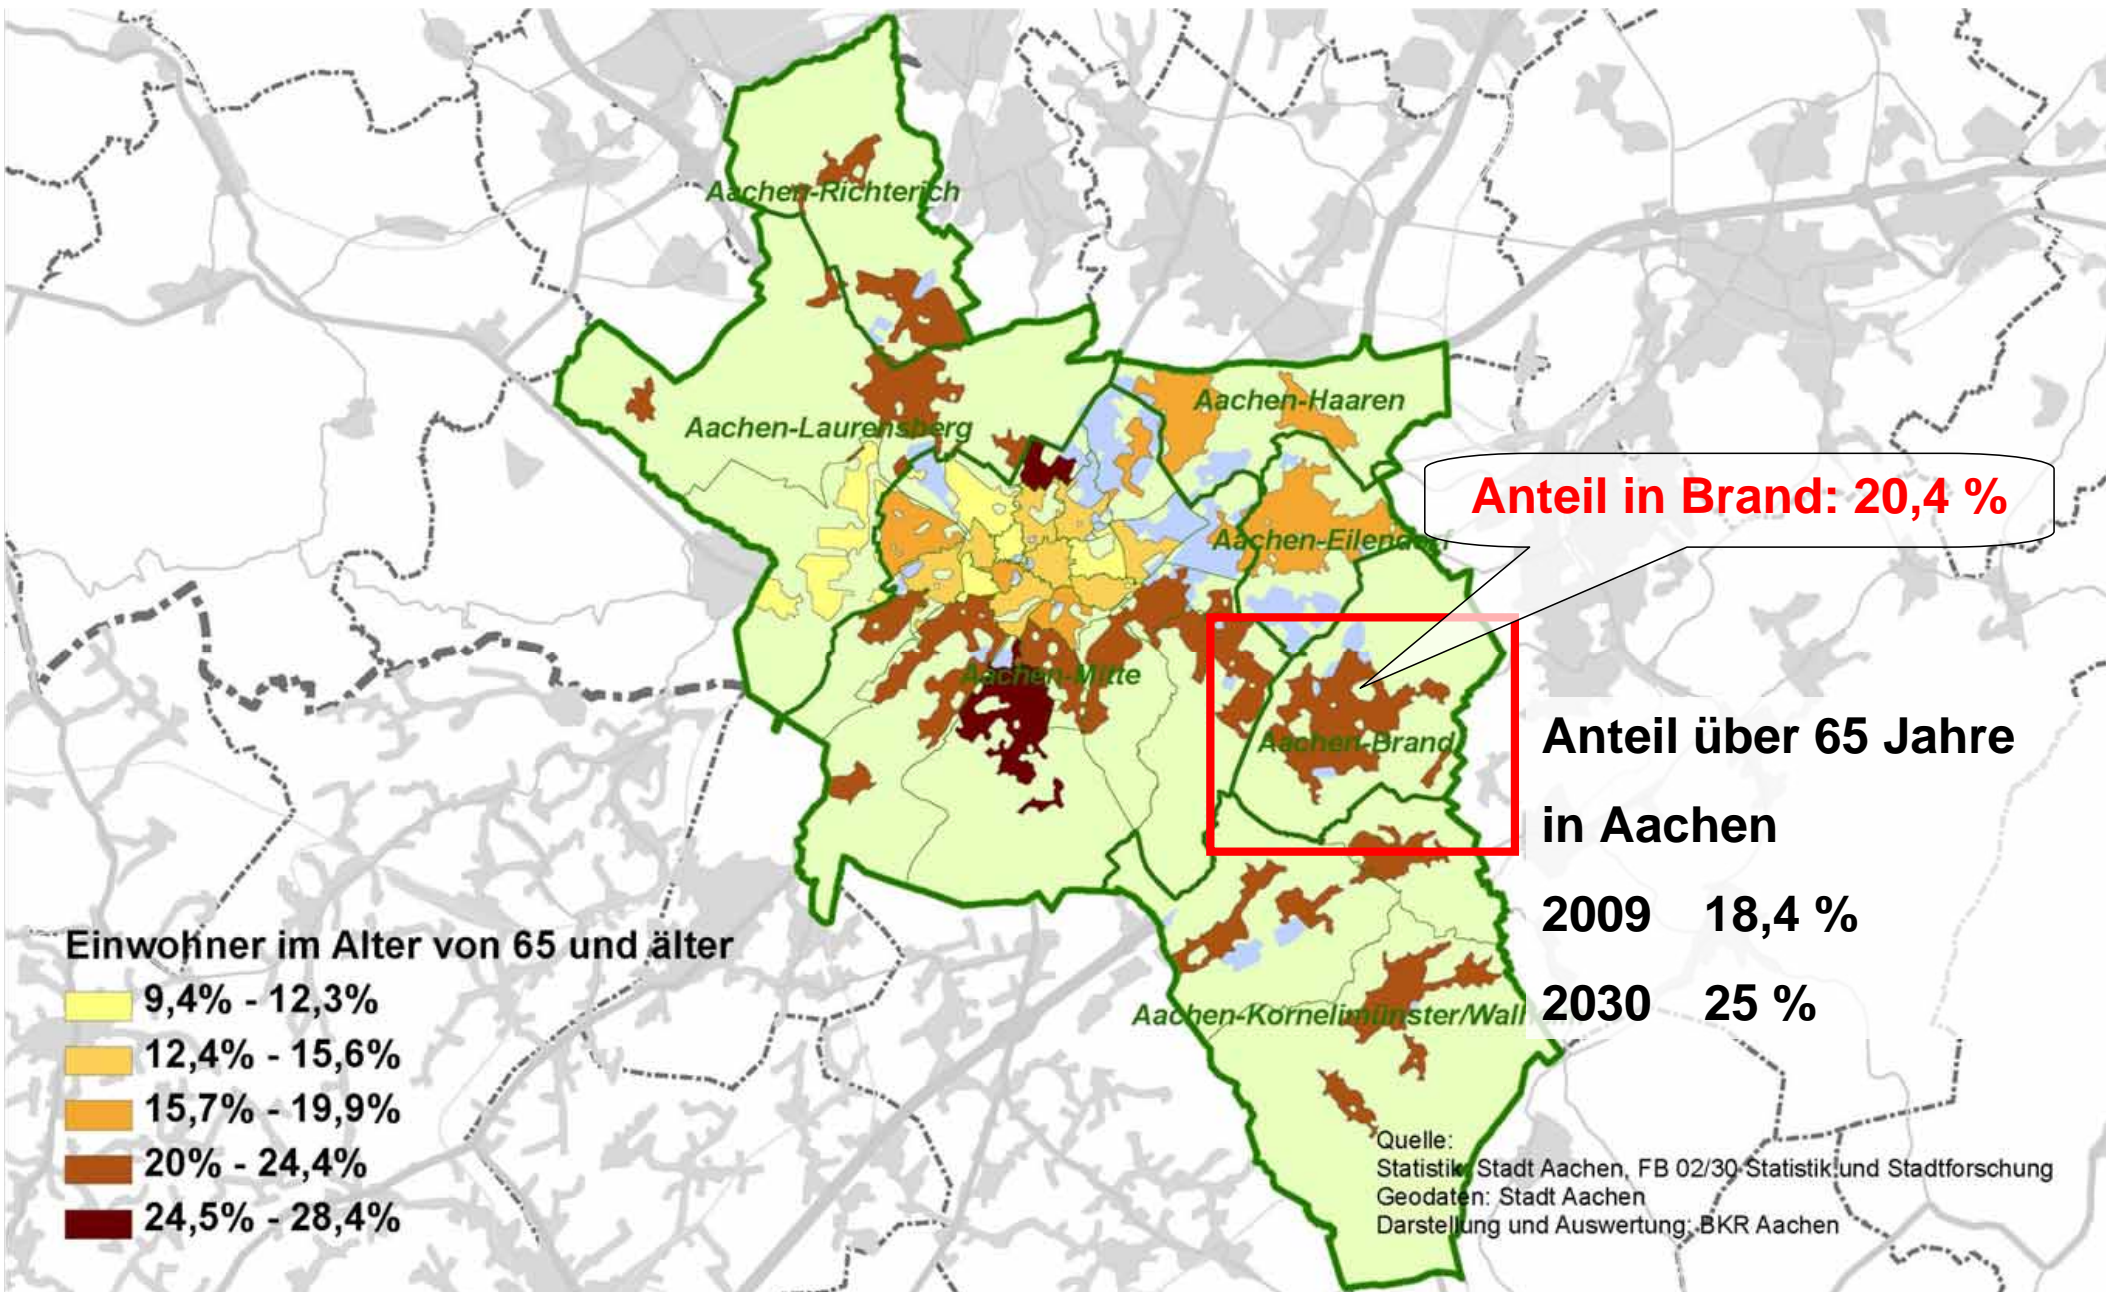 Aachen-Richterich
Aachen-Laurensberg
Aachen-Haaren
Anteil in Brand: 20,4 %
Aachen-Eilendorf
Aachen-Mitte
Aachen-Brand
Anteil über 65 Jahre
in Aachen
2009 18,4 %
2030 25 %
Aachen-Kornelimünster/Wall
Einwohner im Alter von 65 und älter
9,4% - 12,3%
12,4% - 15,6%
15,7% - 19,9%
20% - 24,4%
24,5% - 28,4%
Quelle:
Statistik: Stadt Aachen, FB 02/30 Statistik und Stadtforschung
Geodaten: Stadt Aachen
Darstellung und Auswertung: BKR Aachen